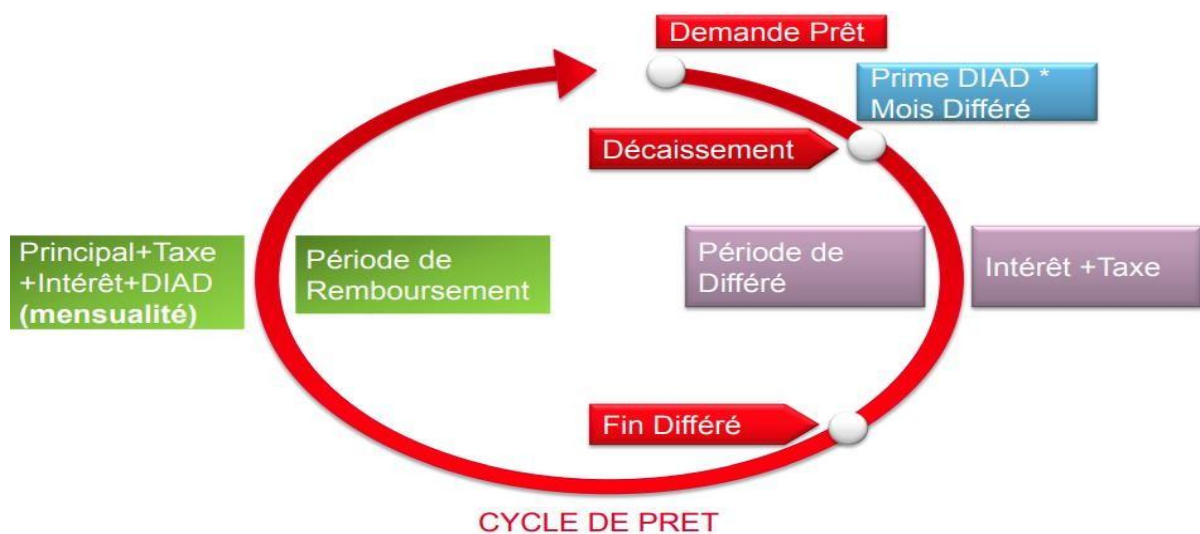 Demande Prêt
Prime DIAD *
Mois Différé
Décaissement
Principal+Taxe
+Intérêt+DIAD
(mensualité)
Période de
Remboursement
Période de
Différé
Intérêt +Taxe
Fin Différé
CYCLE DE PRET